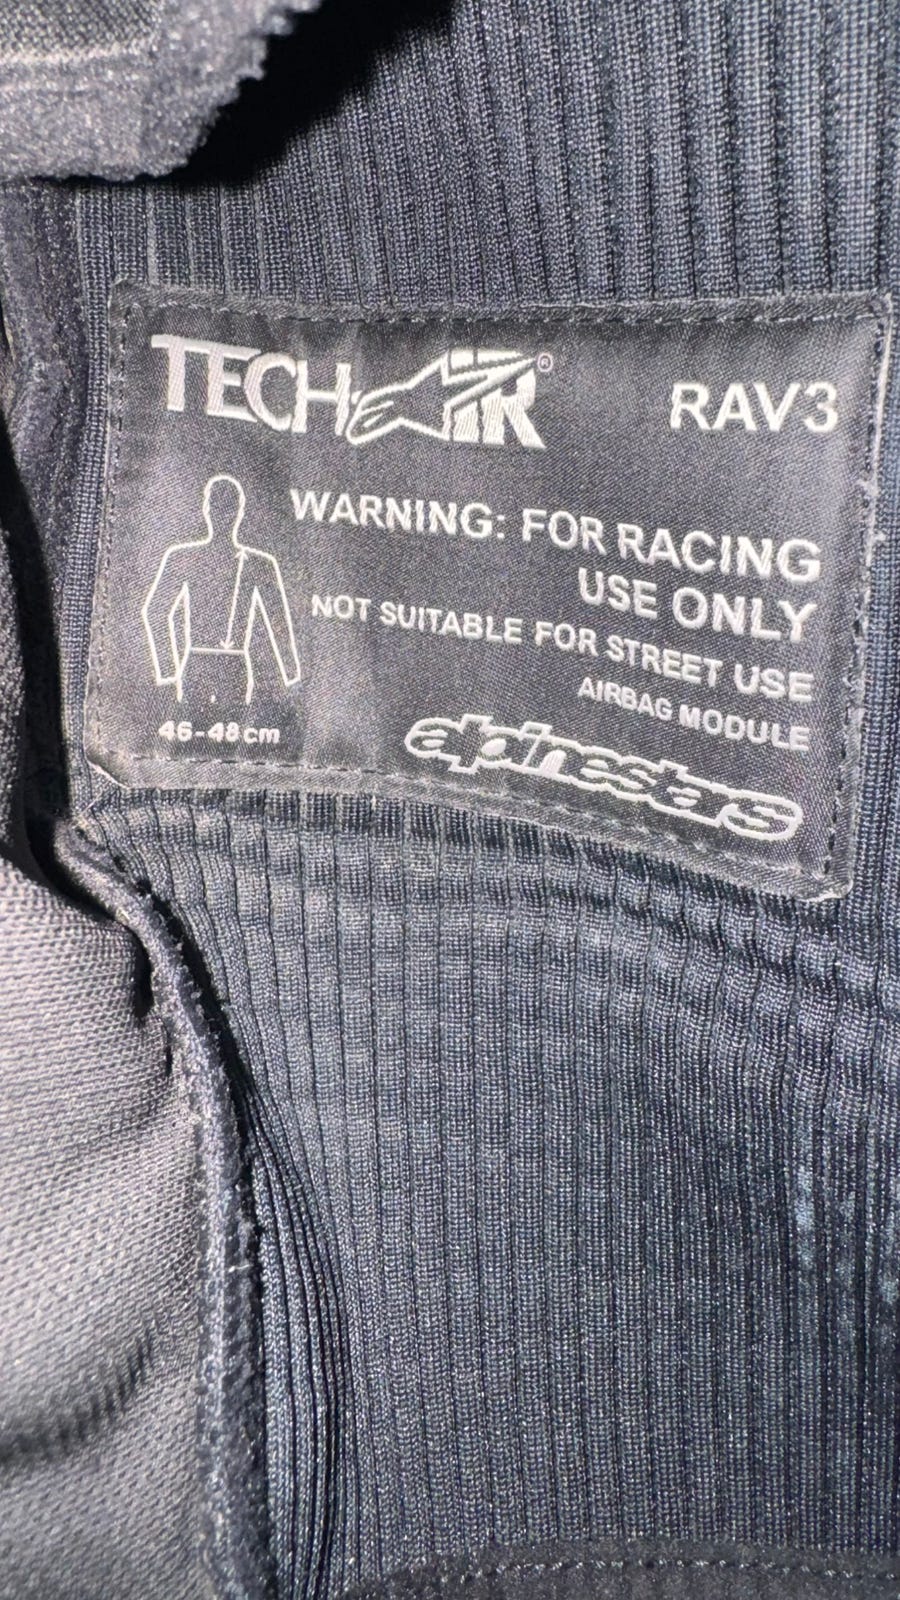 TECH AIR®
RAV3
WARNING: FOR RACING
USE ONLY
NOT SUITABLE FOR STREET USE
AIRBAG MODULE
46-48cm
alpinestars